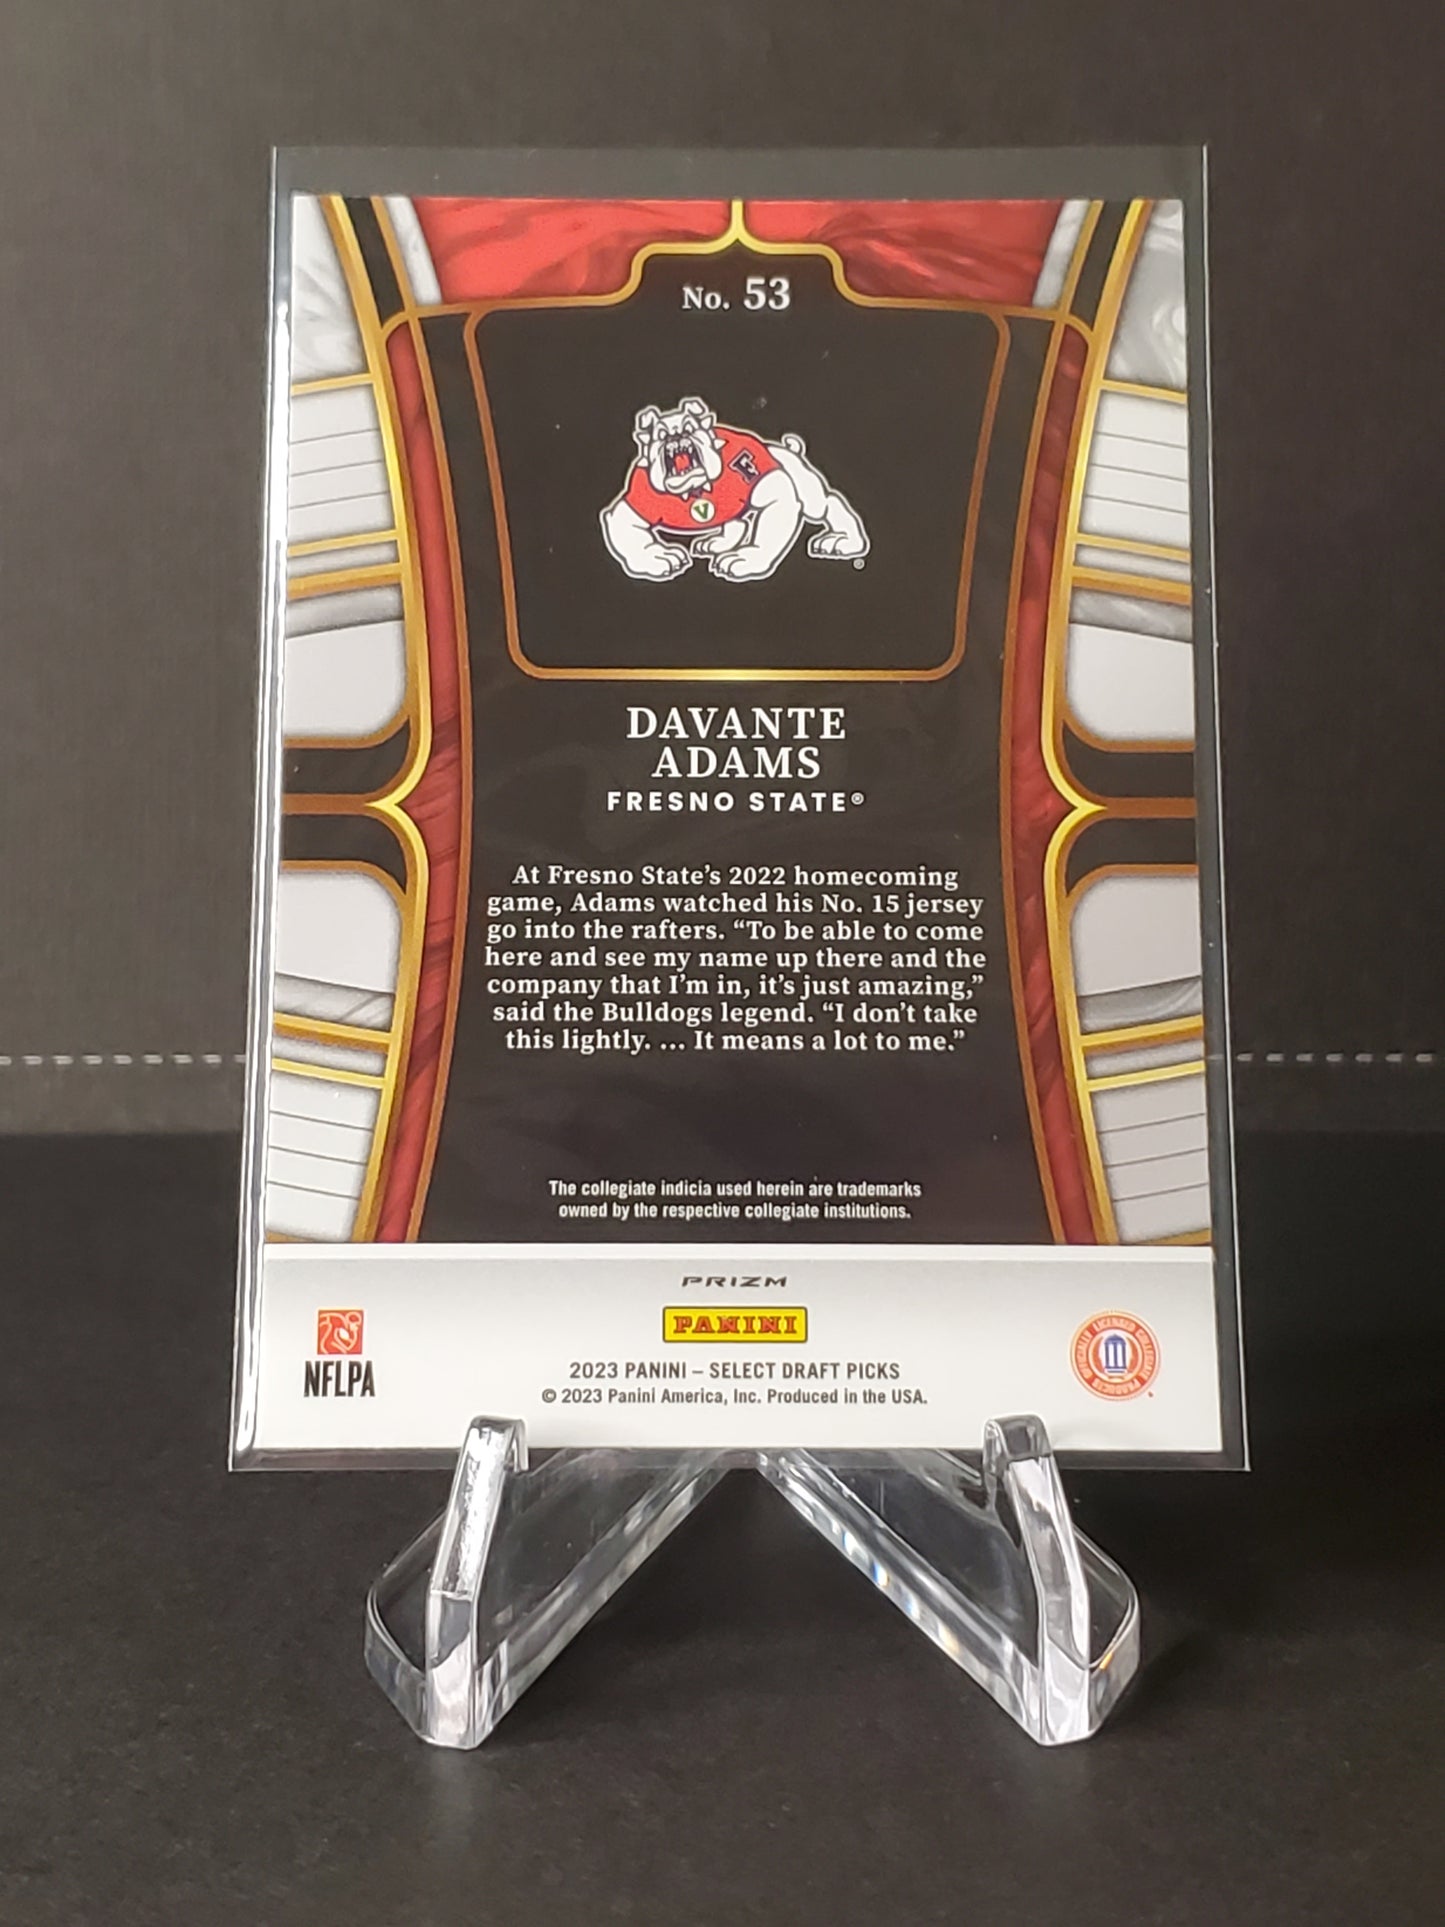 No. 53
F
V
®
DAVANTE
ADAMS
FRESNO STATE®
At Fresno State’s 2022 homecoming
game, Adams watched his No. 15 jersey
go into the rafters. “To be able to come
here and see my name up there and the
company that I’m in, it’s just amazing,”
said the Bulldogs legend. “I don’t take
this lightly. ... It means a lot to me.”
The collegiate indicia used herein are trademarks
owned by the respective collegiate institutions.
PRIZM
PANINI
NFLPA
OFFICIALLY LICENSED COLLEGIATE PRODUCTS
2023 PANINI – SELECT DRAFT PICKS
© 2023 Panini America, Inc. Produced in the USA.